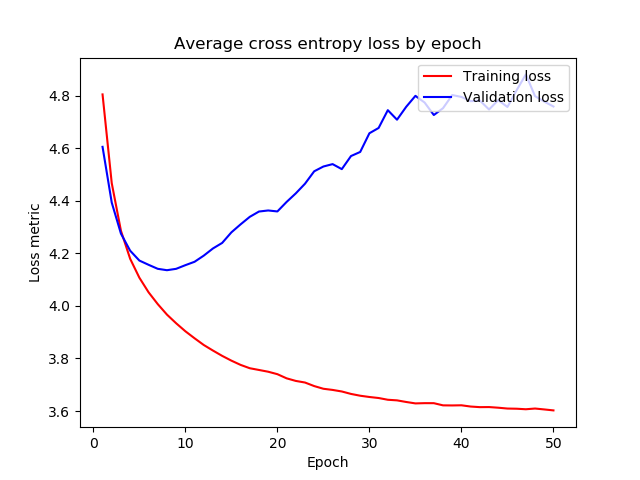 Average cross entropy loss by epoch
Training loss
Validation loss
4.8
4.6
4.4
4.2
4.0
3.8
3.6
Loss metric
0 10 20 30 40 50
Epoch